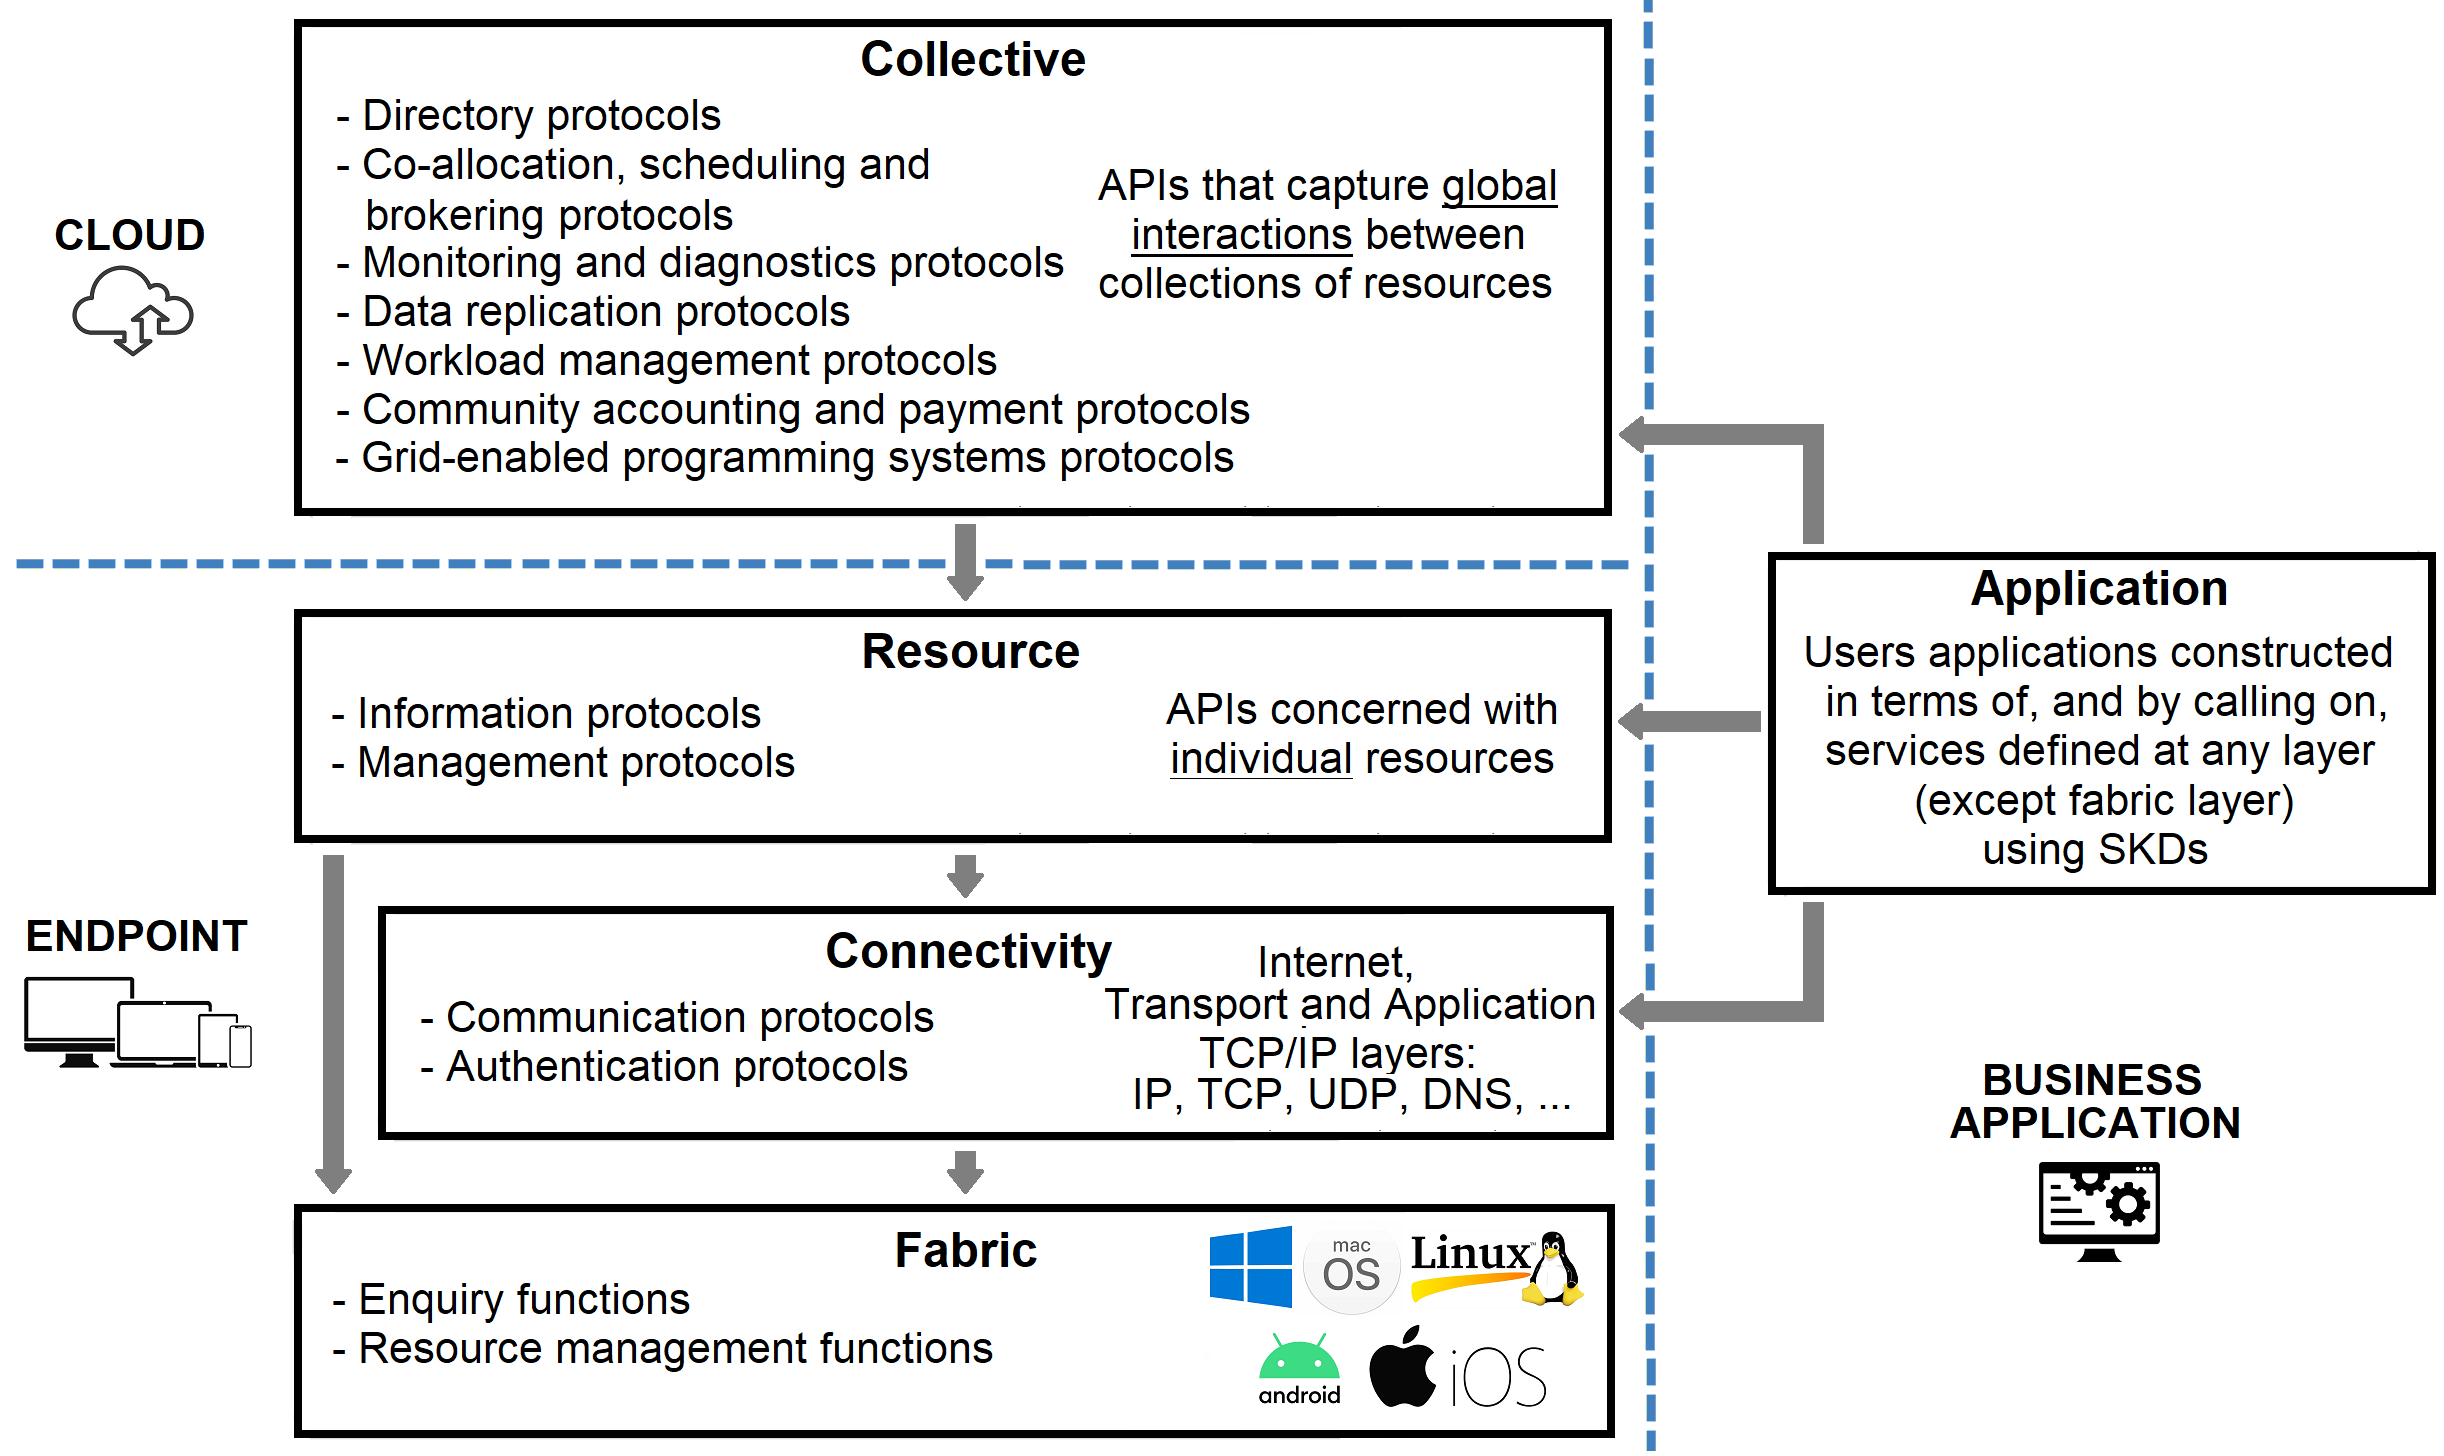 Collective
- Directory protocols
- Co-allocation, scheduling and
brokering protocols
- Monitoring and diagnostics protocols
- Data replication protocols
- Workload management protocols
- Community accounting and payment protocols
- Grid-enabled programming systems protocols
APIs that capture global
interactions between
collections of resources
CLOUD
Resource
- Information protocols
- Management protocols
APIs concerned with
individual resources
Application
Users applications constructed
in terms of, and by calling on,
services defined at any layer
(except fabric layer)
using SKDs
ENDPOINT
Connectivity
- Communication protocols
- Authentication protocols
Internet,
Transport and Application
TCP/IP layers:
IP, TCP, UDP, DNS, ...
BUSINESS
APPLICATION
Fabric
- Enquiry functions
- Resource management functions
mac
OS
Linux™
android
iOS